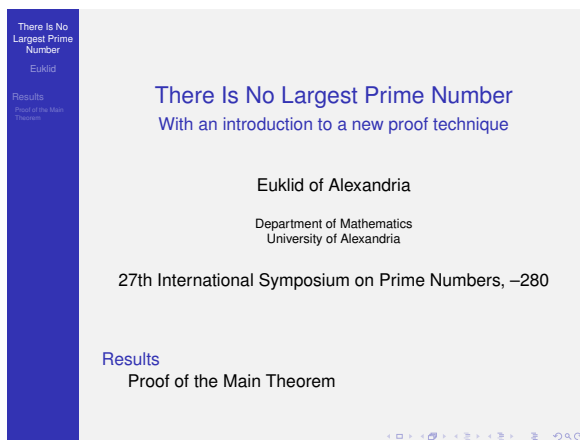 There Is No
Largest Prime
Number
Euklid
Results
Proof of the Main
Theorem
There Is No Largest Prime Number
With an introduction to a new proof technique
Euklid of Alexandria
Department of Mathematics
University of Alexandria
27th International Symposium on Prime Numbers, –280
Results
Proof of the Main Theorem